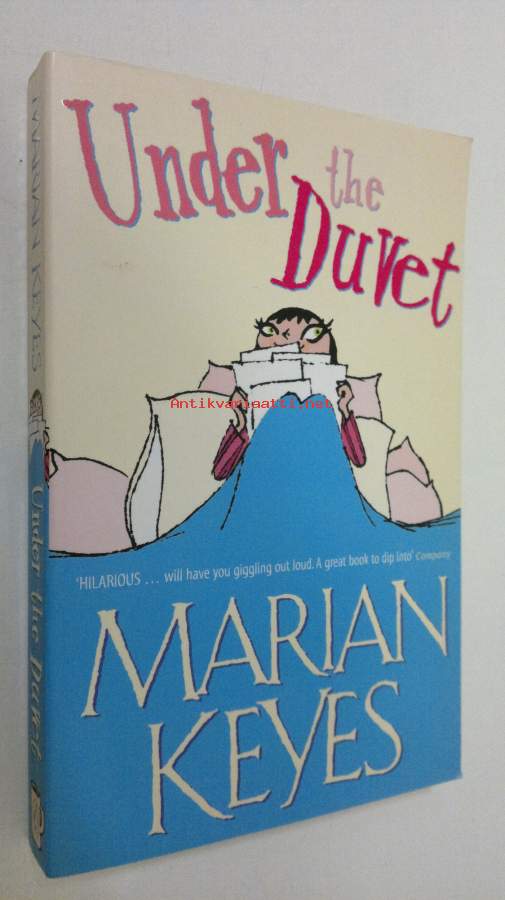 Under
the
Duvet
Antikvariaatti.net
'HILARIOUS ... will have you giggling out loud. A great book to dip into' Company
MARIAN
KEYES
MARIAN KEYES
Under the Duvet